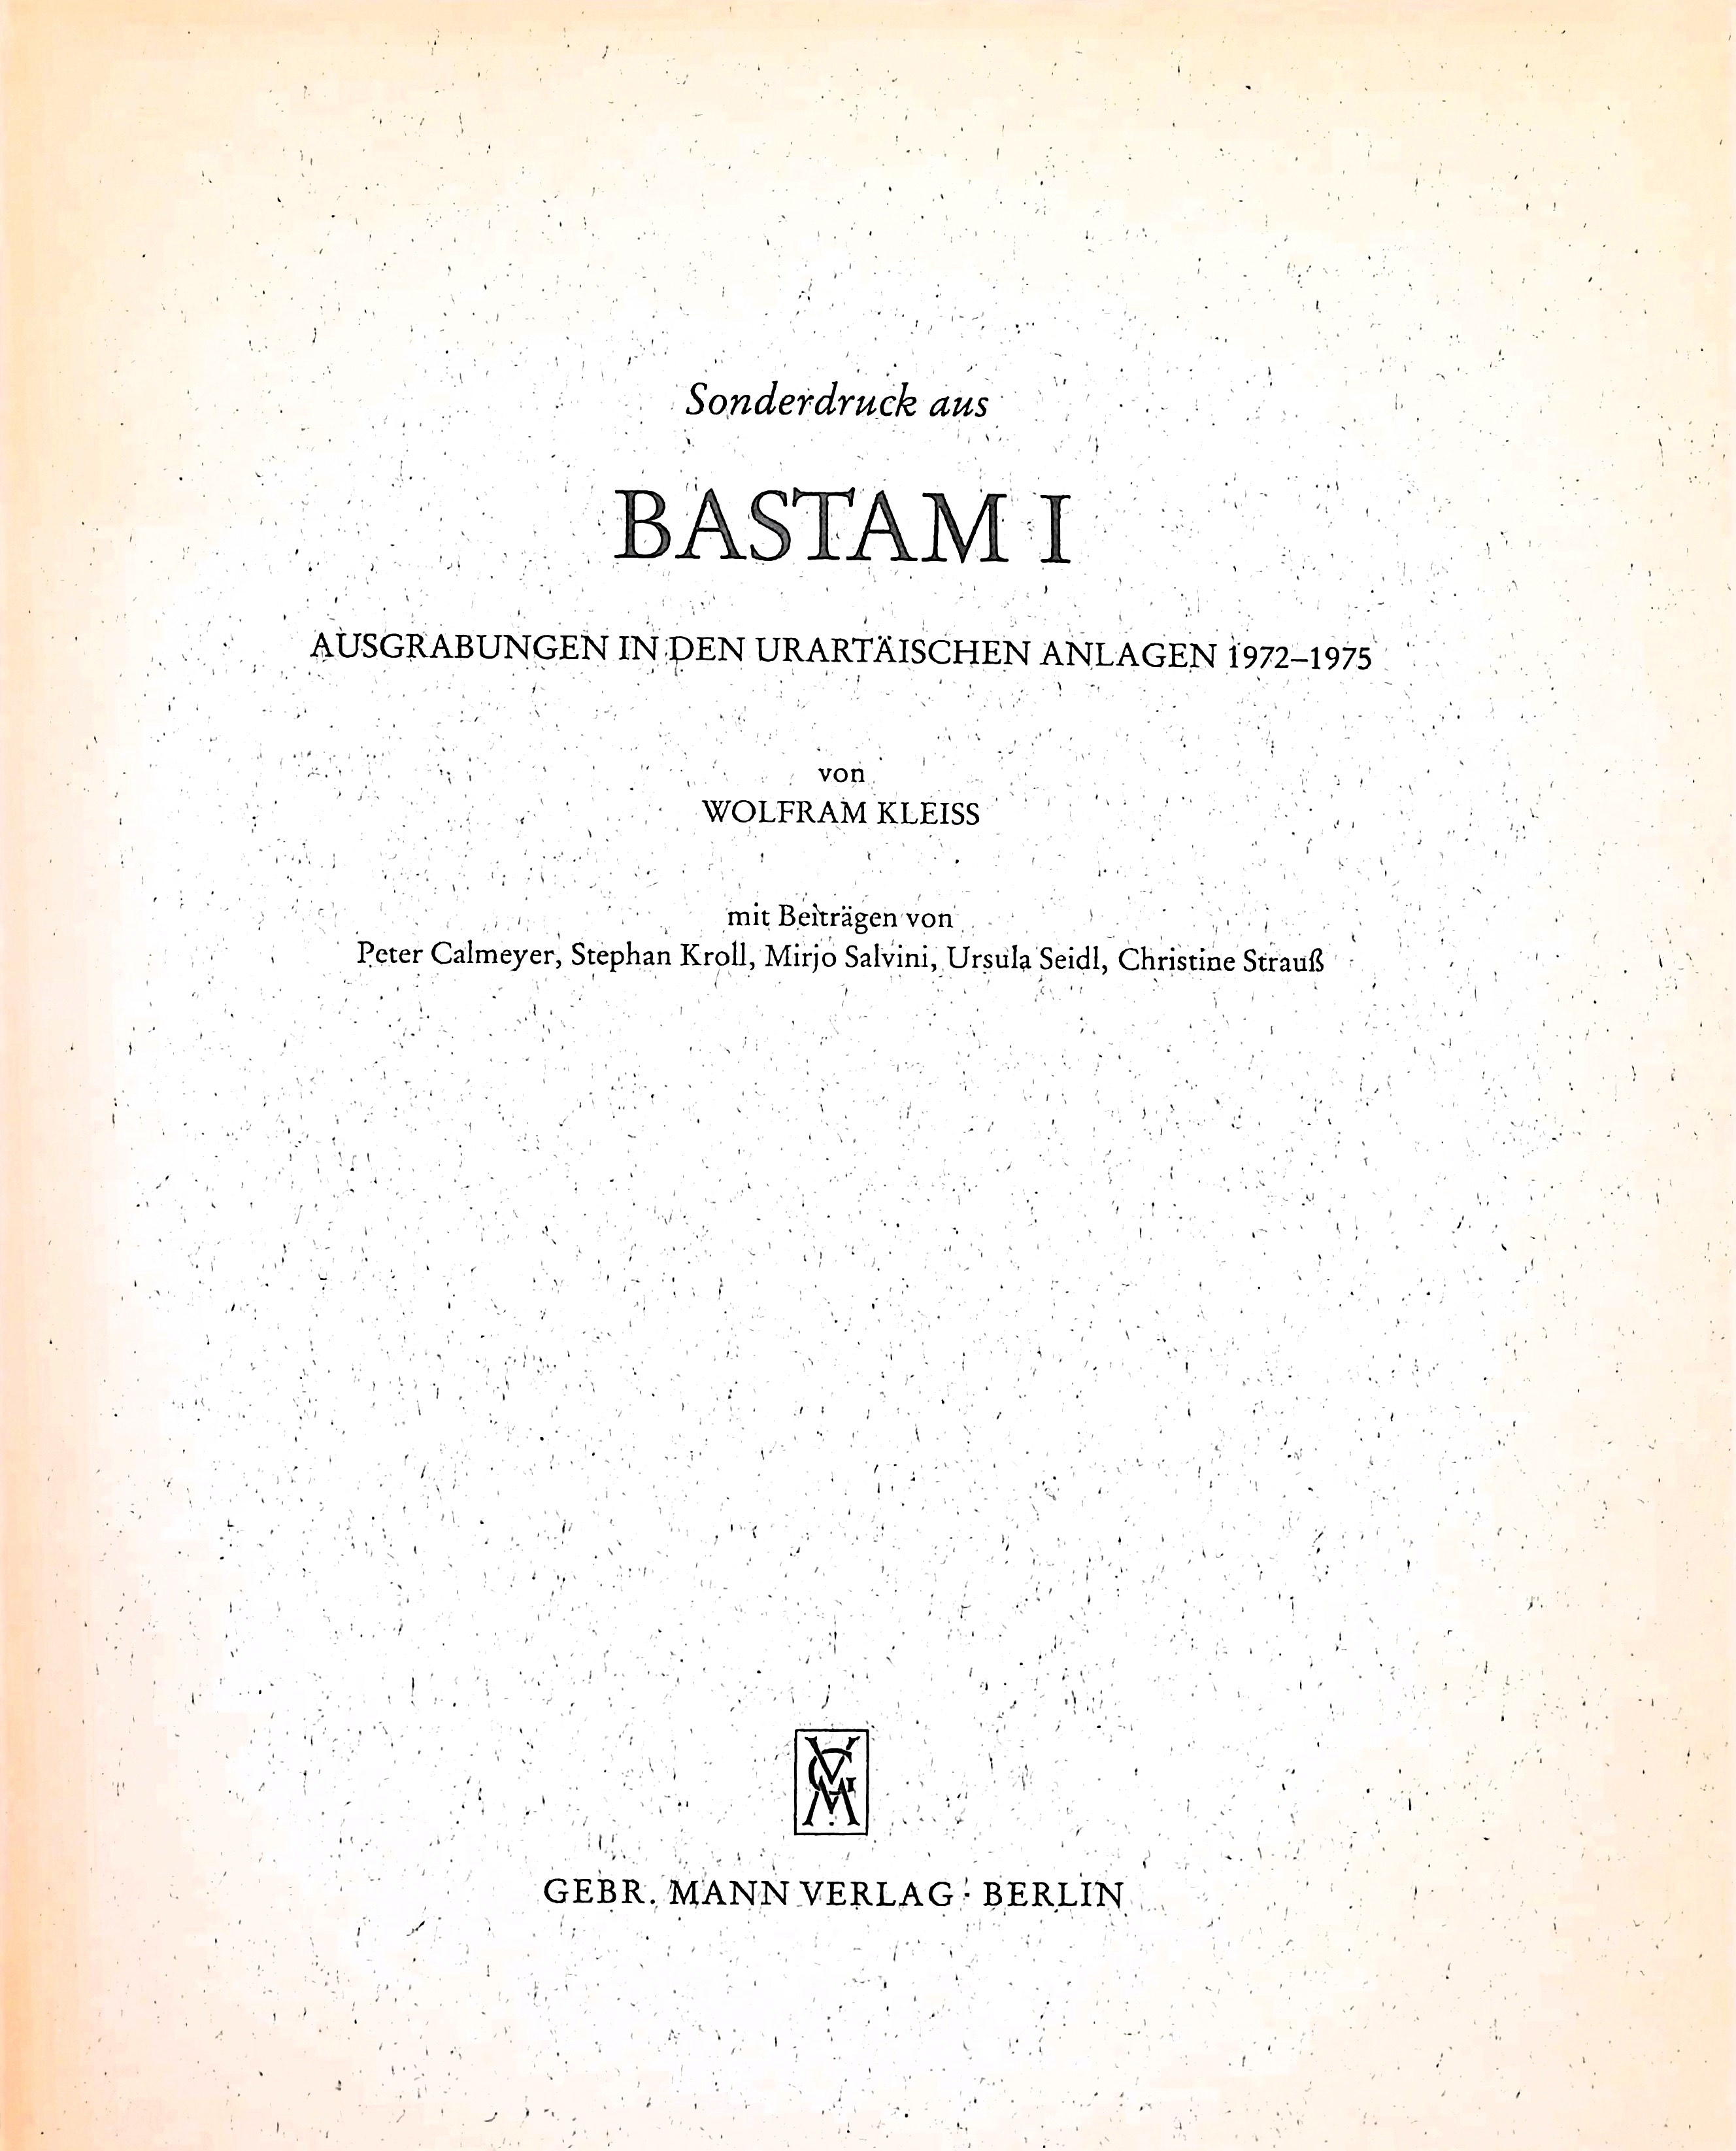 Sonderdruck aus
BASTAM I
AUSGRABUNGEN IN DEN URARTÄISCHEN ANLAGEN 1972–1975
von
WOLFRAM KLEISS
mit Beiträgen von
Peter Calmeyer, Stephan Kroll, Mirjo Salvini, Ursula Seidl, Christine Strauß
VGM
GEBR. MANN VERLAG · BERLIN